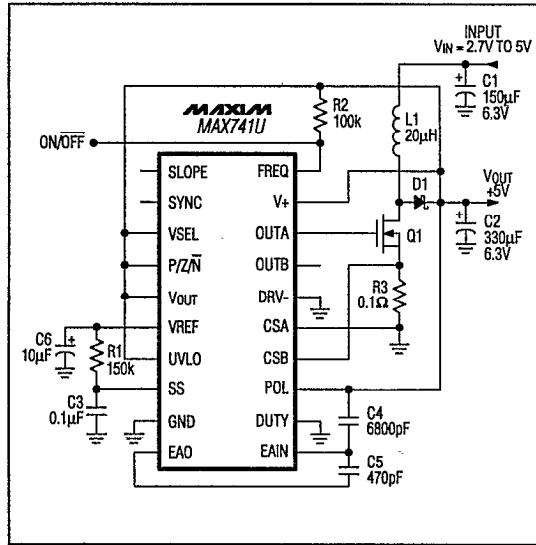 INPUT
VIN = 2.7V TO 5V
C1
150µF
6.3V
L1
20µH
R2
100k
MAXIM
MAX741U
ON/OFF
SLOPE
SYNC
VSEL
P/Z/N
VOUT
VREF
UVLO
SS
GND
EAO
FREQ
V+
OUTA
OUTB
DRV-
CSA
CSB
POL
DUTY
EAIN
D1
VOUT
+5V
C2
330µF
6.3V
Q1
R3
0.1Ω
C6
10µF
R1
150k
C3
0.1µF
C4
6800pF
C5
470pF